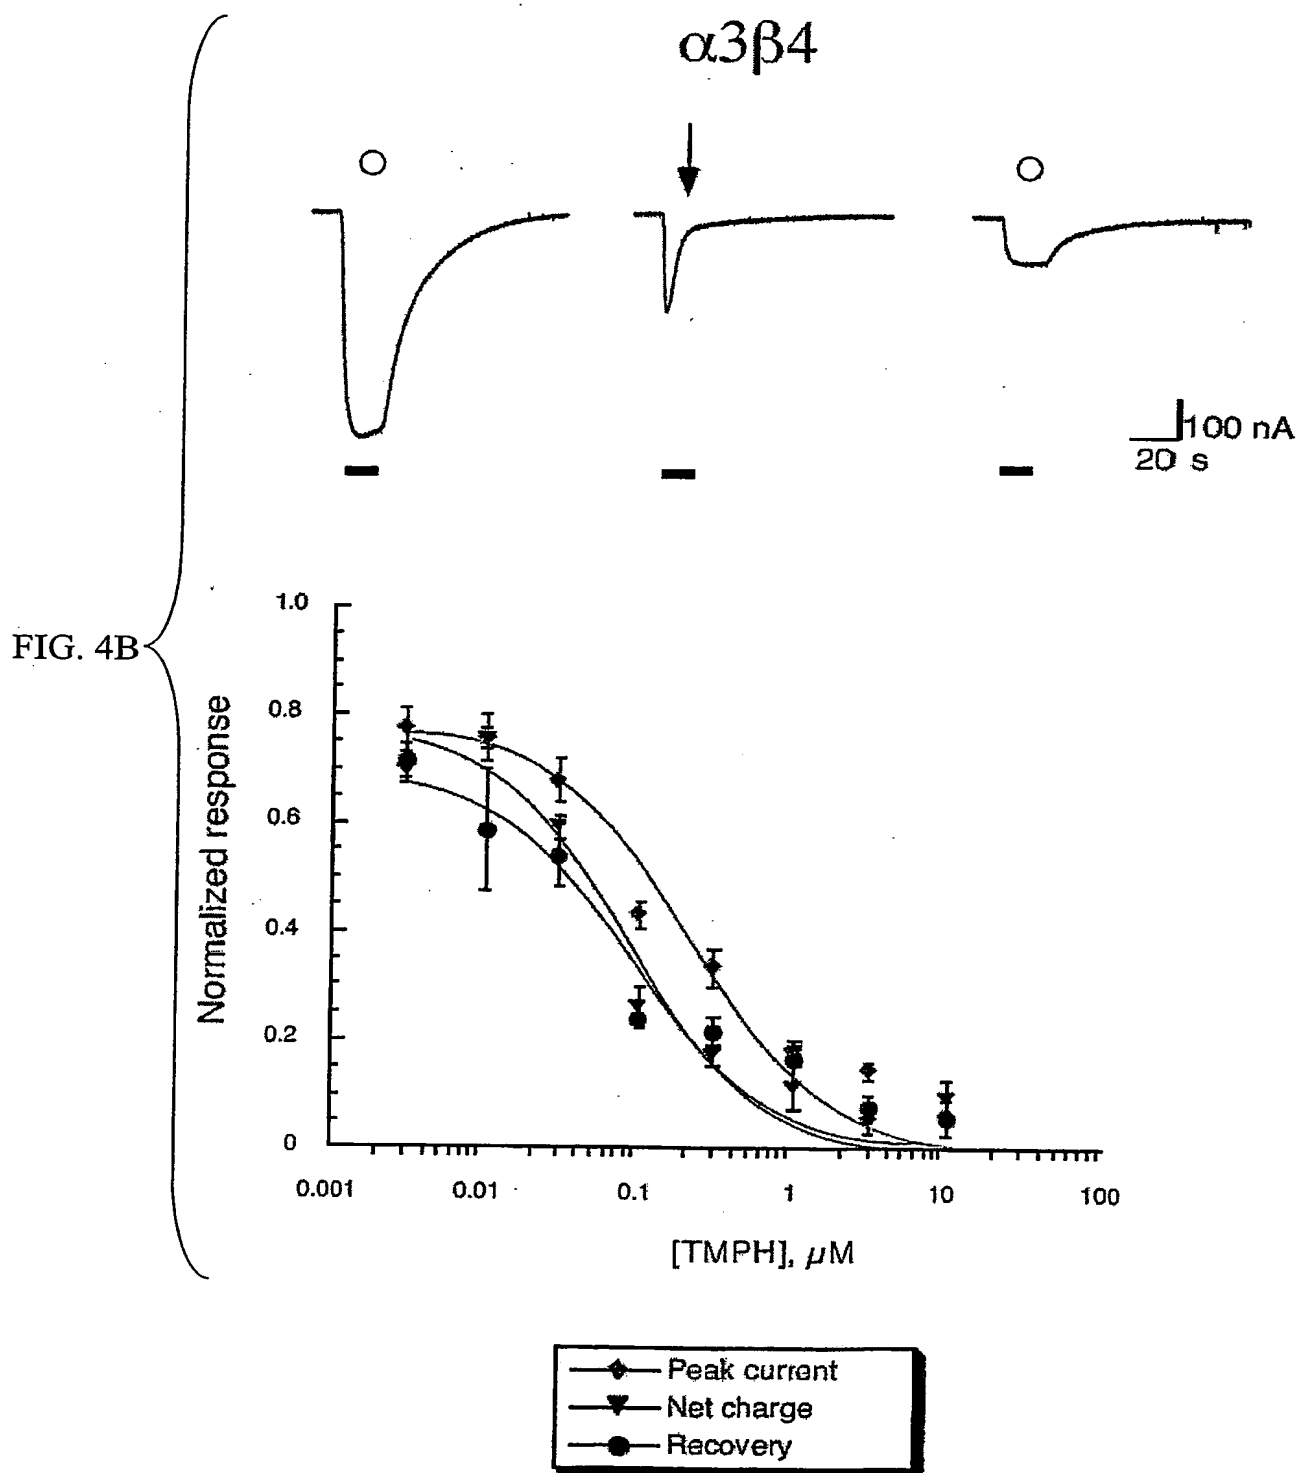 α3β4
100 nA
20 s
FIG. 4B
1.0
0.8
0.6
0.4
0.2
0
Normalized response
0.001 0.01 0.1 1 10 100
[TMPH], μM
Peak current
Net charge
Recovery